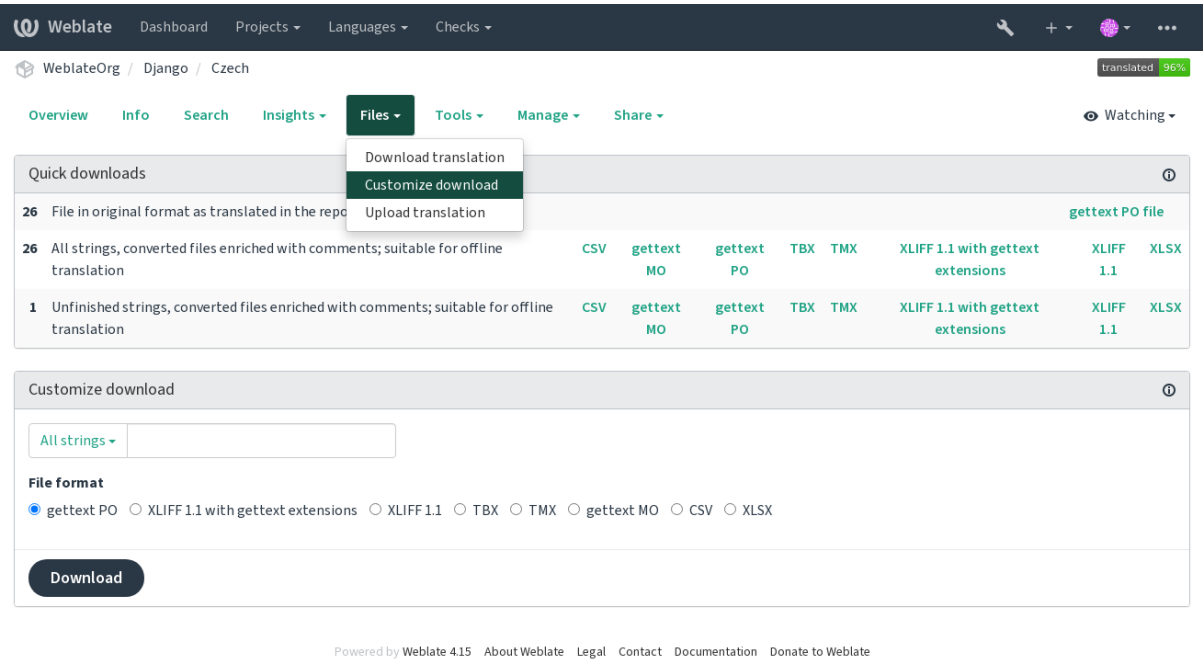 Weblate Dashboard Projects Languages Checks
WeblateOrg / Django / Czech translated 96%
Overview Info Search Insights Files Tools Manage Share Watching
Download translation
Customize download
Upload translation
Quick downloads
26 File in original format as translated in the repo gettext PO file
26 All strings, converted files enriched with comments; suitable for offline CSV gettext gettext TBX TMX XLIFF 1.1 with gettext XLIFF XLSX
translation MO PO extensions 1.1
1 Unfinished strings, converted files enriched with comments; suitable for offline CSV gettext gettext TBX TMX XLIFF 1.1 with gettext XLIFF XLSX
translation MO PO extensions 1.1
Customize download
All strings
File format
gettext PO XLIFF 1.1 with gettext extensions XLIFF 1.1 TBX TMX gettext MO CSV XLSX
Download
Powered by Weblate 4.15 About Weblate Legal Contact Documentation Donate to Weblate